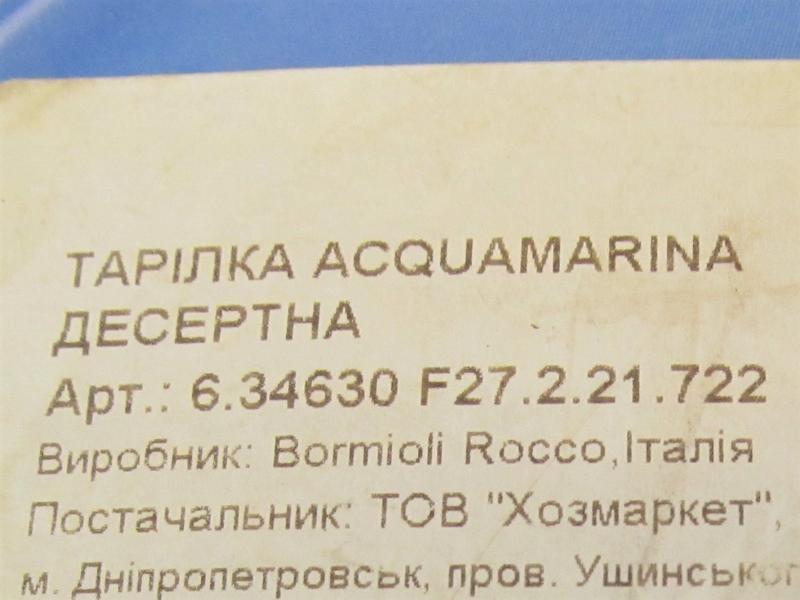 ТАРІЛКА ACQUAMARINA
ДЕСЕРТНА
Арт.: 6.34630 F27.2.21.722
Виробник: Bormioli Rocco,Італія
Постачальник: ТОВ "Хозмаркет",
м. Дніпропетровськ, пров.